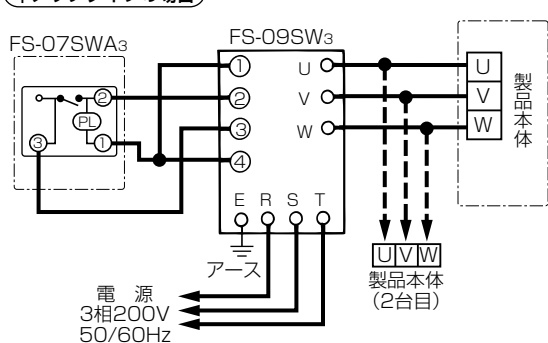 FS-07SWA3
FS-09SW3
② PL ③ ①
① ② ③ ④
U V W
E R S T
アース
電 源
3相200V
50/60Hz
U V W
製品本体
U V W
製品本体
(2台目)